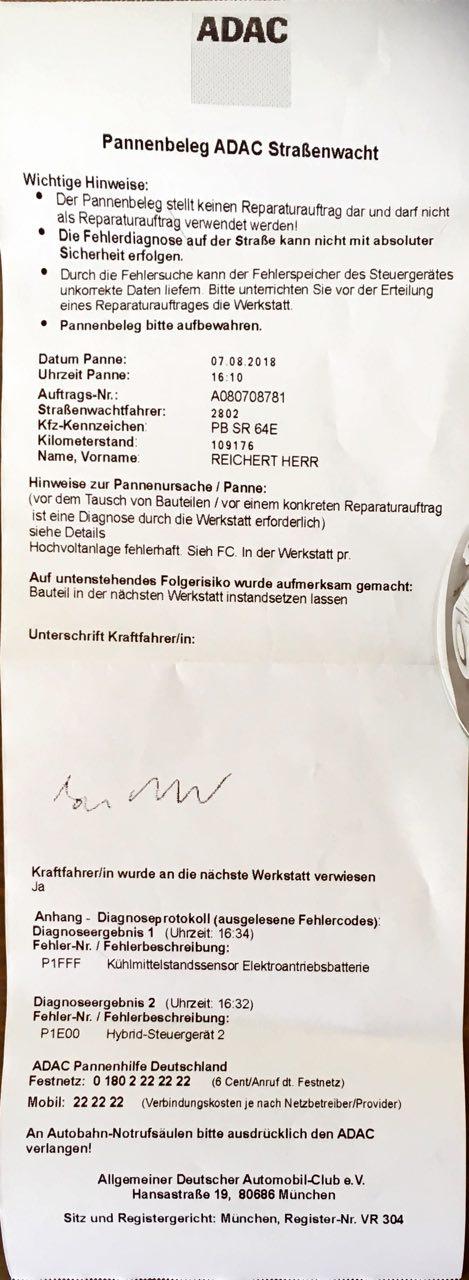 ADAC
Pannenbeleg ADAC Straßenwacht
Wichtige Hinweise:
• Der Pannenbeleg stellt keinen Reparaturauftrag dar und darf nicht
als Reparaturauftrag verwendet werden!
• Die Fehlerdiagnose auf der Straße kann nicht mit absoluter
Sicherheit erfolgen.
• Durch die Fehlersuche kann der Fehlerspeicher des Steuergerätes
unkorrekte Daten liefern. Bitte unterrichten Sie vor der Erteilung
eines Reparaturauftrages die Werkstatt.
• Pannenbeleg bitte aufbewahren.
Datum Panne: 07.08.2018
Uhrzeit Panne: 16:10
Auftrags-Nr.: A080708781
Straßenwachtfahrer: 2802
Kfz-Kennzeichen: PB SR 64E
Kilometerstand: 109176
Name, Vorname: REICHERT HERR
Hinweise zur Pannenursache / Panne:
(vor dem Tausch von Bauteilen / vor einem konkreten Reparaturauftrag
ist eine Diagnose durch die Werkstatt erforderlich)
siehe Details
Hochvoltanlage fehlerhaft. Sieh FC. In der Werkstatt pr.
Auf untenstehendes Folgerisiko wurde aufmerksam gemacht:
Bauteil in der nächsten Werkstatt instandsetzen lassen
Unterschrift Kraftfahrer/in:
Kraftfahrer/in wurde an die nächste Werkstatt verwiesen
Ja
Anhang - Diagnoseprotokoll (ausgelesene Fehlercodes):
Diagnoseergebnis 1 (Uhrzeit: 16:34)
Fehler-Nr. / Fehlerbeschreibung:
P1FFF Kühlmittelstandssensor Elektroantriebsbatterie
Diagnoseergebnis 2 (Uhrzeit: 16:32)
Fehler-Nr. / Fehlerbeschreibung:
P1E00 Hybrid-Steuergerät 2
ADAC Pannenhilfe Deutschland
Festnetz: 0 180 2 22 22 22 (6 Cent/Anruf dt. Festnetz)
Mobil: 22 22 22 (Verbindungskosten je nach Netzbetreiber/Provider)
An Autobahn-Notrufsäulen bitte ausdrücklich den ADAC
verlangen!
Allgemeiner Deutscher Automobil-Club e.V.
Hansastraße 19, 80686 München
Sitz und Registergericht: München, Register-Nr. VR 304